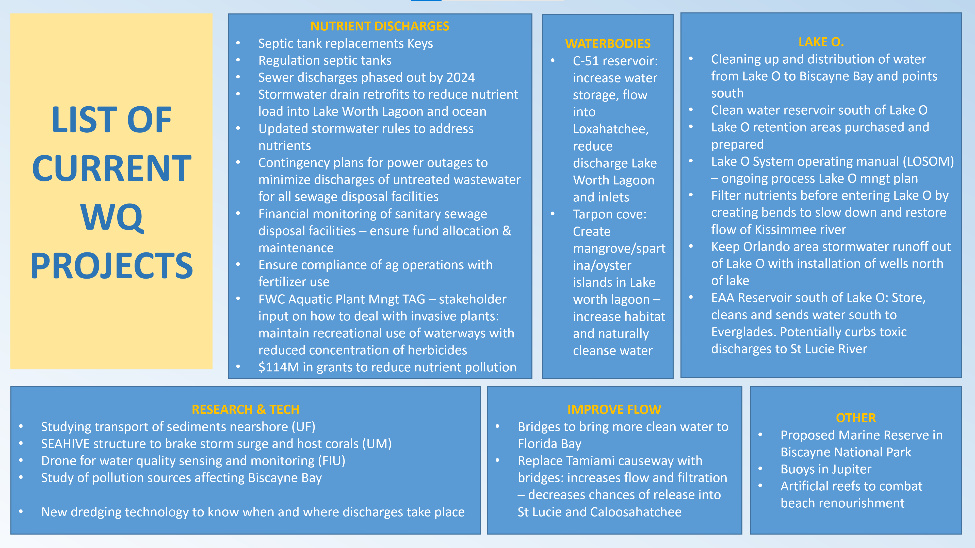 LIST OF
CURRENT
WQ
PROJECTS
NUTRIENT DISCHARGES
• Septic tank replacements Keys
• Regulation septic tanks
• Sewer discharges phased out by 2024
• Stormwater drain retrofits to reduce nutrient
load into Lake Worth Lagoon and ocean
• Updated stormwater rules to address
nutrients
• Contingency plans for power outages to
minimize discharges of untreated wastewater
for all sewage disposal facilities
• Financial monitoring of sanitary sewage
disposal facilities – ensure fund allocation &
maintenance
• Ensure compliance of ag operations with
fertilizer use
• FWC Aquatic Plant Mngt TAG – stakeholder
input on how to deal with invasive plants:
maintain recreational use of waterways with
reduced concentration of herbicides
• $114M in grants to reduce nutrient pollution
WATERBODIES
• C-51 reservoir:
increase water
storage, flow
into
Loxahatchee,
reduce
discharge Lake
Worth Lagoon
and inlets
• Tarpon cove:
Create
mangrove/spart
ina/oyster
islands in Lake
worth lagoon –
increase habitat
and naturally
cleanse water
LAKE O.
• Cleaning up and distribution of water
from Lake O to Biscayne Bay and points
south
• Clean water reservoir south of Lake O
• Lake O retention areas purchased and
prepared
• Lake O System operating manual (LOSOM)
– ongoing process Lake O mngt plan
• Filter nutrients before entering Lake O by
creating bends to slow down and restore
flow of Kissimmee river
• Keep Orlando area stormwater runoff out
of Lake O with installation of wells north
of lake
• EAA Reservoir south of Lake O: Store,
cleans and sends water south to
Everglades. Potentially curbs toxic
discharges to St Lucie River
RESEARCH & TECH
• Studying transport of sediments nearshore (UF)
• SEAHIVE structure to brake storm surge and host corals (UM)
• Drone for water quality sensing and monitoring (FIU)
• Study of pollution sources affecting Biscayne Bay
• New dredging technology to know when and where discharges take place
IMPROVE FLOW
• Bridges to bring more clean water to
Florida Bay
• Replace Tamiami causeway with
bridges: increases flow and filtration
– decreases chances of release into
St Lucie and Caloosahatchee
OTHER
• Proposed Marine Reserve in
Biscayne National Park
• Buoys in Jupiter
• Artificlal reefs to combat
beach renourishment